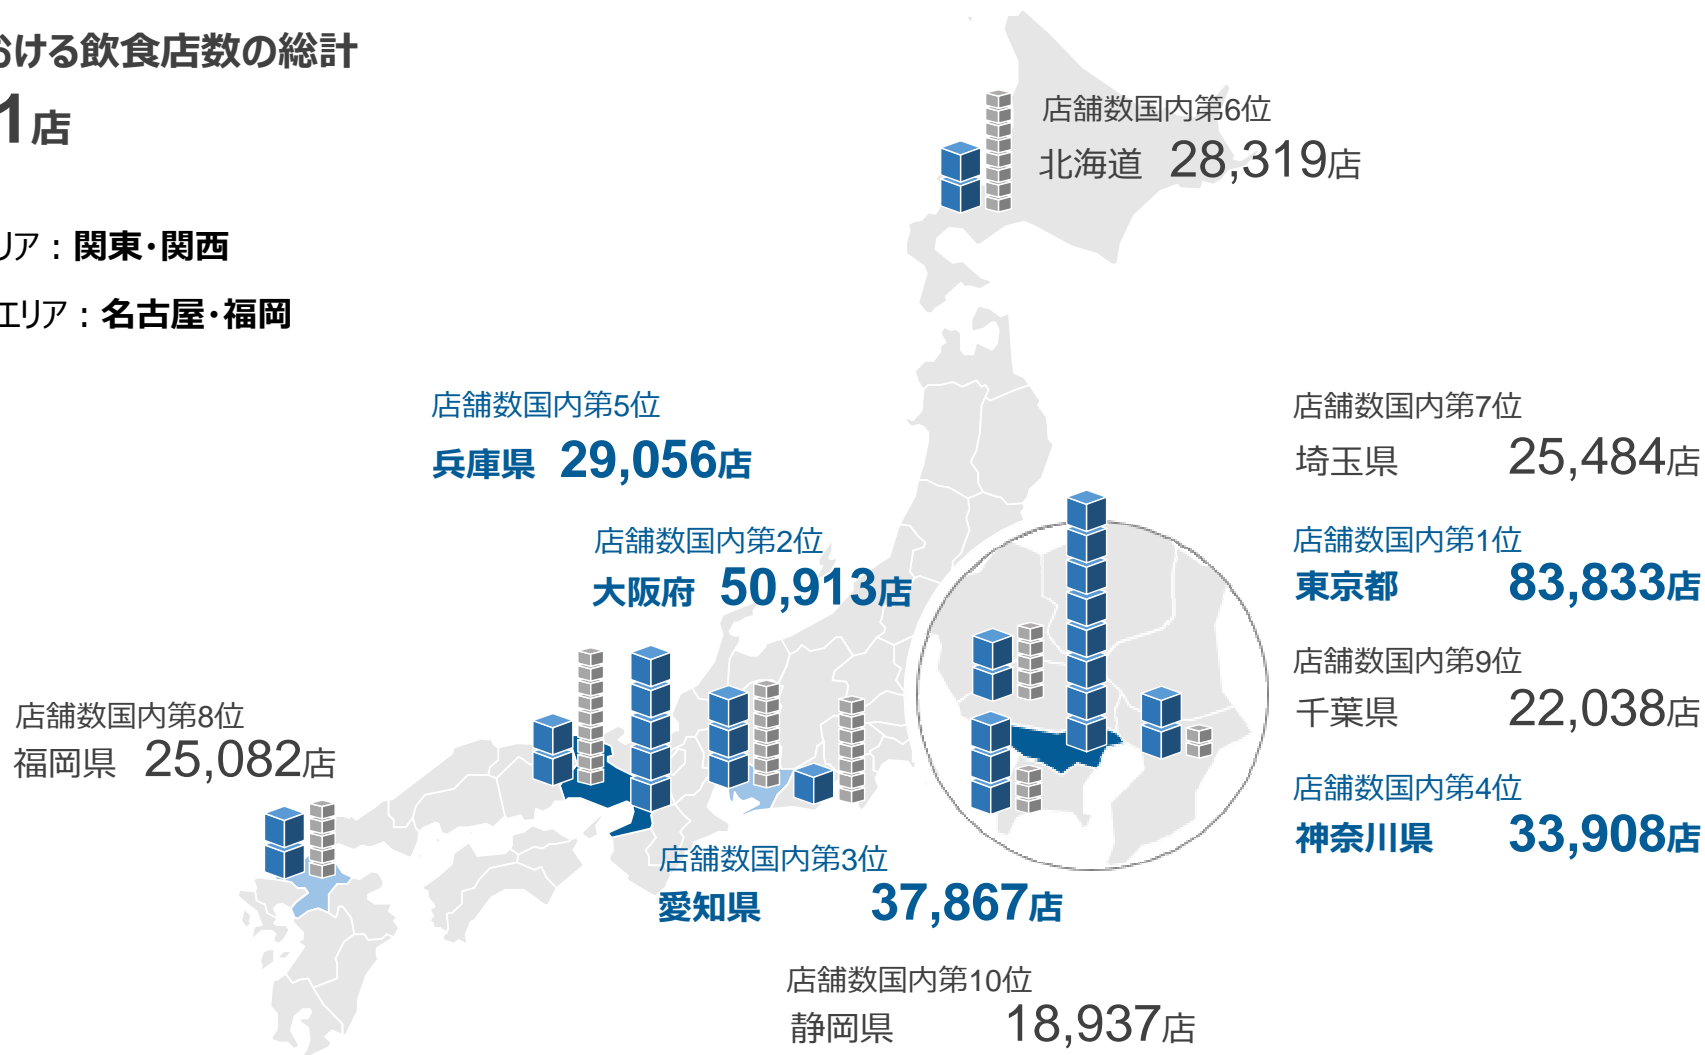 おける飲食店数の総計
1店
リア：関東・関西
エリア：名古屋・福岡
店舗数国内第6位
北海道 28,319店
店舗数国内第5位
兵庫県 29,056店
店舗数国内第2位
大阪府 50,913店
店舗数国内第7位
埼玉県 25,484店
店舗数国内第1位
東京都 83,833店
店舗数国内第9位
千葉県 22,038店
店舗数国内第4位
神奈川県 33,908店
店舗数国内第8位
福岡県 25,082店
店舗数国内第3位
愛知県 37,867店
店舗数国内第10位
静岡県 18,937店